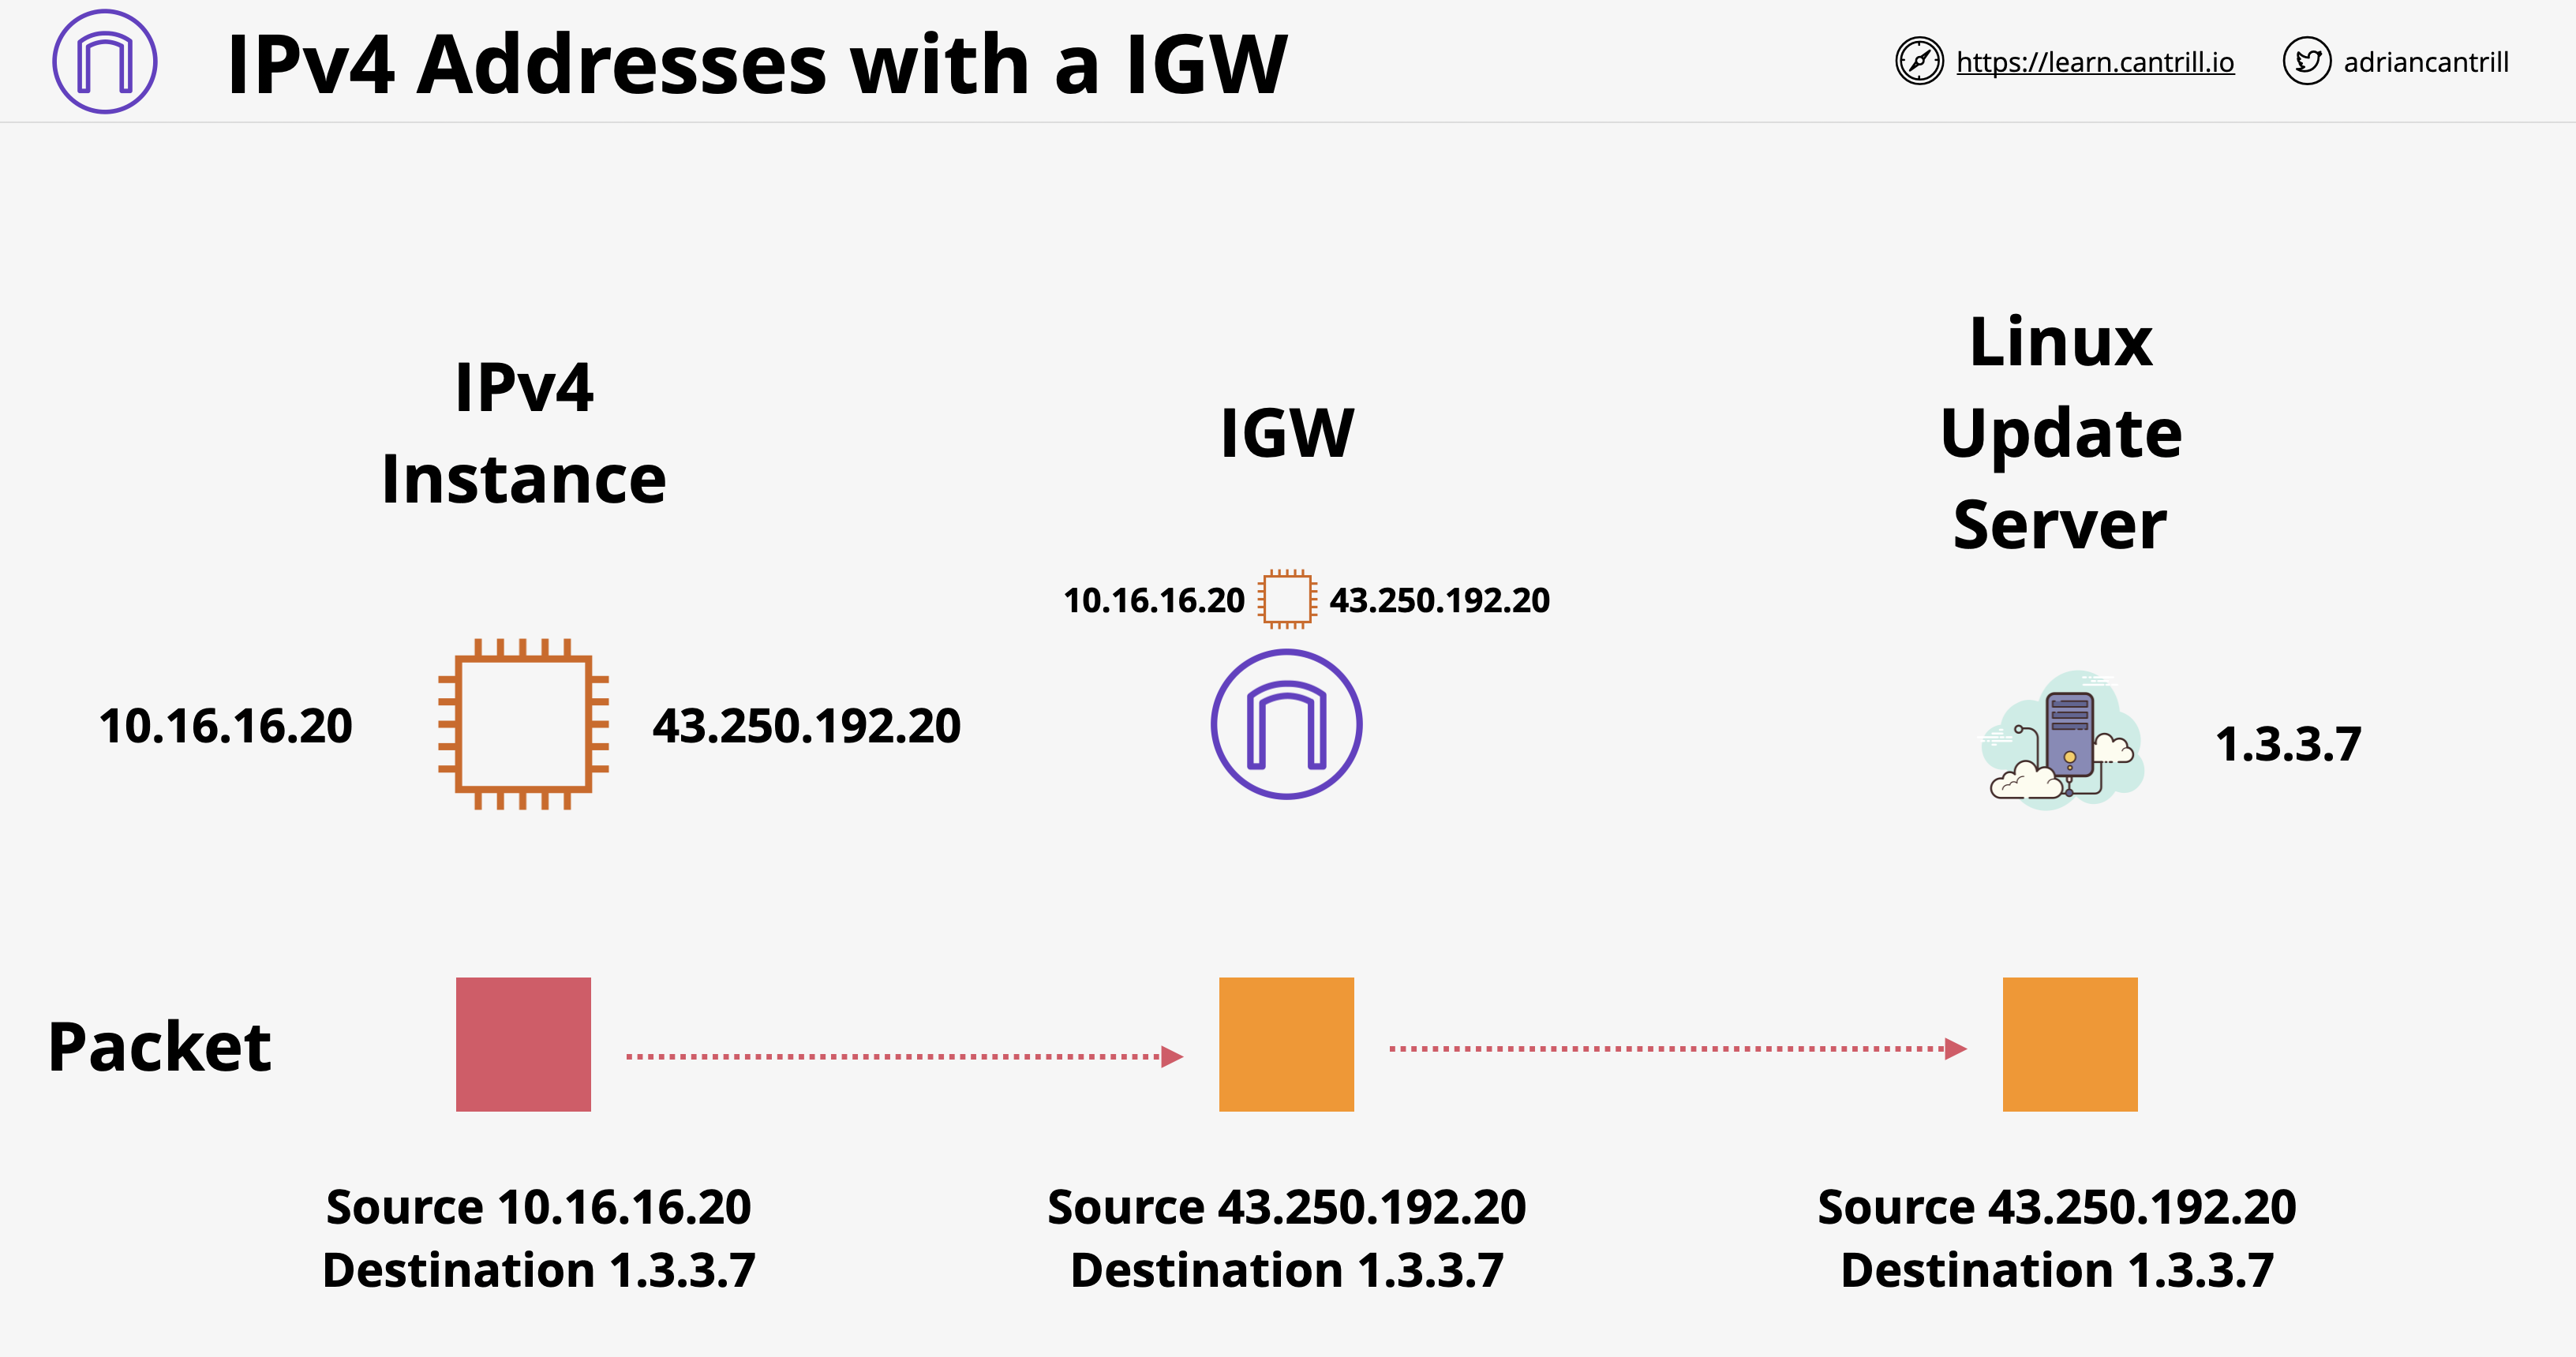 IPv4 Addresses with a IGW
https://learn.cantrill.io
adriancantrill
IPv4
Instance
IGW
Linux
Update
Server
10.16.16.20
43.250.192.20
10.16.16.20
43.250.192.20
1.3.3.7
Packet
Source 10.16.16.20
Destination 1.3.3.7
Source 43.250.192.20
Destination 1.3.3.7
Source 43.250.192.20
Destination 1.3.3.7